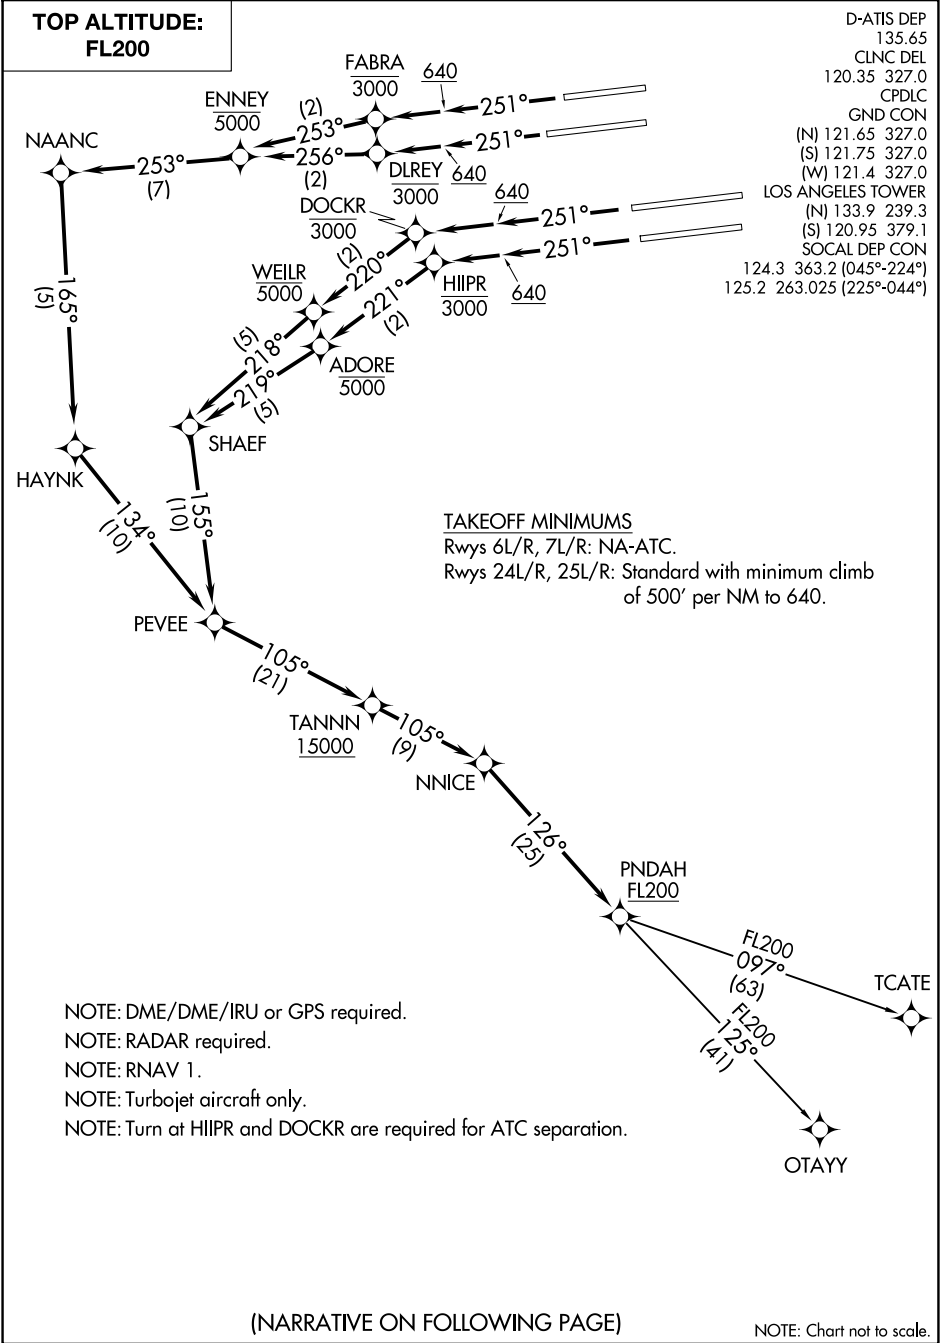 TOP ALTITUDE:
FL200
D-ATIS DEP
135.65
CLNC DEL
120.35 327.0
CPDLC
GND CON
(N) 121.65 327.0
(S) 121.75 327.0
(W) 121.4 327.0
LOS ANGELES TOWER
(N) 133.9 239.3
(S) 120.95 379.1
SOCAL DEP CON
124.3 363.2 (045°-224°)
125.2 263.025 (225°-044°)
FABRA
3000
640
251°
ENNEY
5000
(2)
253°
NAANC
253°
(7)
256°
(2)
251°
DLREY
3000
640
DOCKR
3000
640
251°
(2)
220°
HIIPR
3000
251°
640
WEILR
5000
221°
(2)
165°
(5)
(5)
218°
ADORE
5000
219°
(5)
SHAEF
HAYNK
134°
(10)
155°
(10)
TAKEOFF MINIMUMS
Rwys 6L/R, 7L/R: NA-ATC.
Rwys 24L/R, 25L/R: Standard with minimum climb
of 500' per NM to 640.
PEVEE
105°
(21)
TANNN
15000
105°
(9)
NNICE
126°
(25)
PNDAH
FL200
FL200
097°
(63)
TCATE
FL200
125°
(41)
OTAYY
NOTE: DME/DME/IRU or GPS required.
NOTE: RADAR required.
NOTE: RNAV 1.
NOTE: Turbojet aircraft only.
NOTE: Turn at HIIPR and DOCKR are required for ATC separation.
(NARRATIVE ON FOLLOWING PAGE)
NOTE: Chart not to scale.